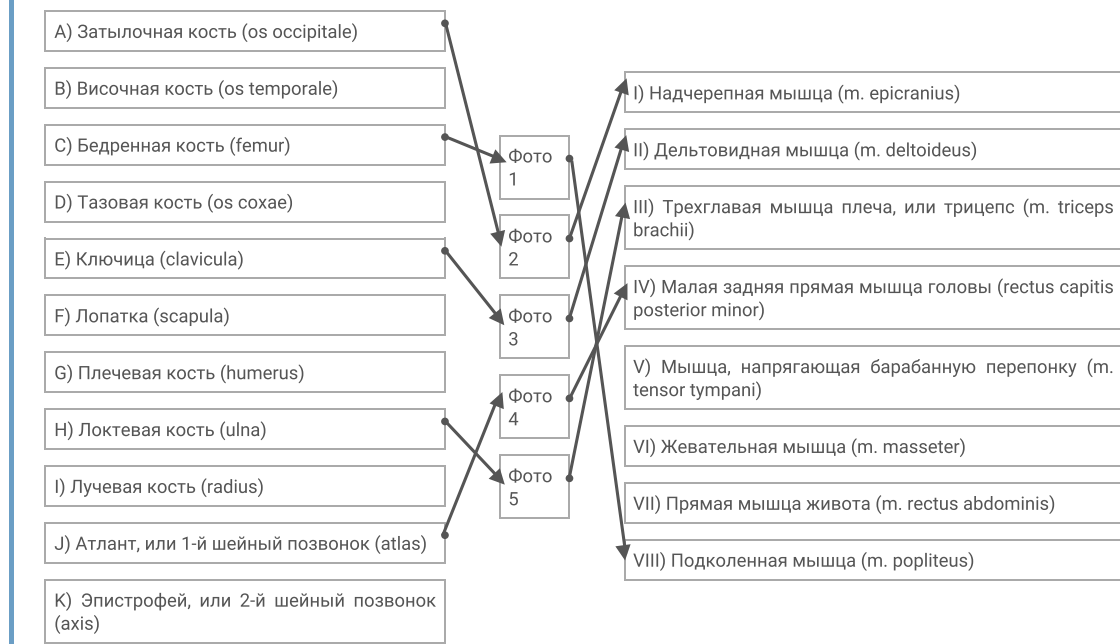 A) Затылочная кость (os occipitale)
B) Височная кость (os temporale)
C) Бедренная кость (femur)
D) Тазовая кость (os coxae)
E) Ключица (clavicula)
F) Лопатка (scapula)
G) Плечевая кость (humerus)
H) Локтевая кость (ulna)
I) Лучевая кость (radius)
J) Атлант, или 1-й шейный позвонок (atlas)
K) Эпистрофей, или 2-й шейный позвонок
(axis)
Фото
1
Фото
2
Фото
3
Фото
4
Фото
5
I) Надчерепная мышца (m. epicranius)
II) Дельтовидная мышца (m. deltoideus)
III) Трехглавая мышца плеча, или трицепс (m. triceps
brachii)
IV) Малая задняя прямая мышца головы (rectus capitis
posterior minor)
V) Мышца, напрягающая барабанную перепонку (m.
tensor tympani)
VI) Жевательная мышца (m. masseter)
VII) Прямая мышца живота (m. rectus abdominis)
VIII) Подколенная мышца (m. popliteus)